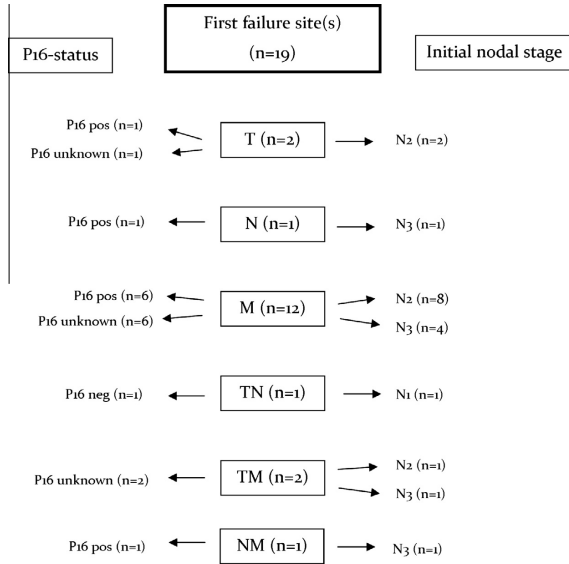 First failure site(s)
(n=19)
P16-status
Initial nodal stage
P16 pos (n=1)
P16 unknown (n=1)
T (n=2)
N2 (n=2)
P16 pos (n=1)
N (n=1)
N3 (n=1)
P16 pos (n=6)
P16 unknown (n=6)
M (n=12)
N2 (n=8)
N3 (n=4)
P16 neg (n=1)
TN (n=1)
N1 (n=1)
P16 unknown (n=2)
TM (n=2)
N2 (n=1)
N3 (n=1)
P16 pos (n=1)
NM (n=1)
N3 (n=1)